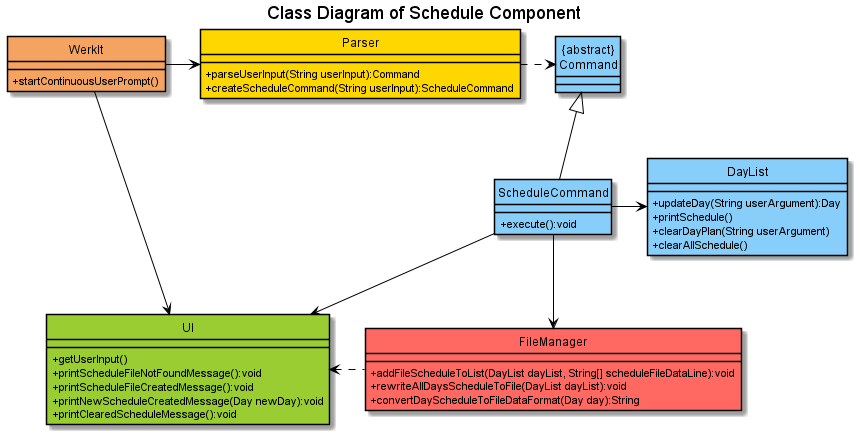 Class Diagram of Schedule Component
WerkIt
+startContinuousUserPrompt()
Parser
+parseUserInput(String userInput):Command
+createScheduleCommand(String userInput):ScheduleCommand
{abstract}
Command
ScheduleCommand
+execute():void
DayList
+updateDay(String userArgument):Day
+printSchedule()
+clearDayPlan(String userArgument)
+clearAllSchedule()
UI
+getUserInput()
+printScheduleFileNotFoundMessage():void
+printScheduleFileCreatedMessage():void
+printNewScheduleCreatedMessage(Day newDay):void
+printClearedScheduleMessage():void
FileManager
+addFileScheduleToList(DayList dayList, String[] scheduleFileDataLine):void
+rewriteAllDaysScheduleToFile(DayList dayList):void
+convertDayScheduleToFileDataFormat(Day day):String